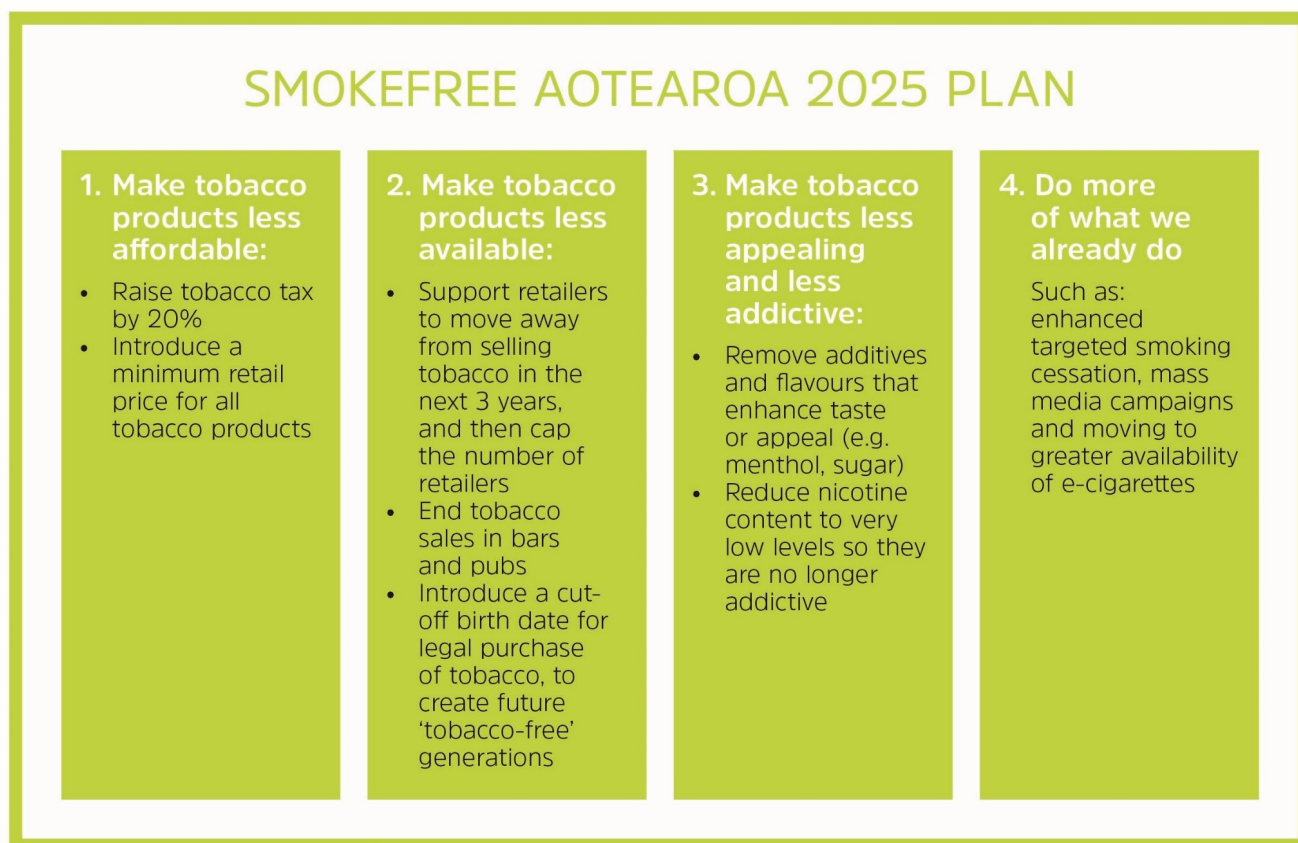 SMOKEFREE AOTEAROA 2025 PLAN
1. Make tobacco
products less
affordable:
• Raise tobacco tax
by 20%
• Introduce a
minimum retail
price for all
tobacco products
2. Make tobacco
products less
available:
• Support retailers
to move away
from selling
tobacco in the
next 3 years,
and then cap
the number of
retailers
• End tobacco
sales in bars
and pubs
• Introduce a cut-
off birth date for
legal purchase
of tobacco, to
create future
‘tobacco-free’
generations
3. Make tobacco
products less
appealing
and less
addictive:
• Remove additives
and flavours that
enhance taste
or appeal (e.g.
menthol, sugar)
• Reduce nicotine
content to very
low levels so they
are no longer
addictive
4. Do more
of what we
already do
Such as:
enhanced
targeted smoking
cessation, mass
media campaigns
and moving to
greater availability
of e-cigarettes